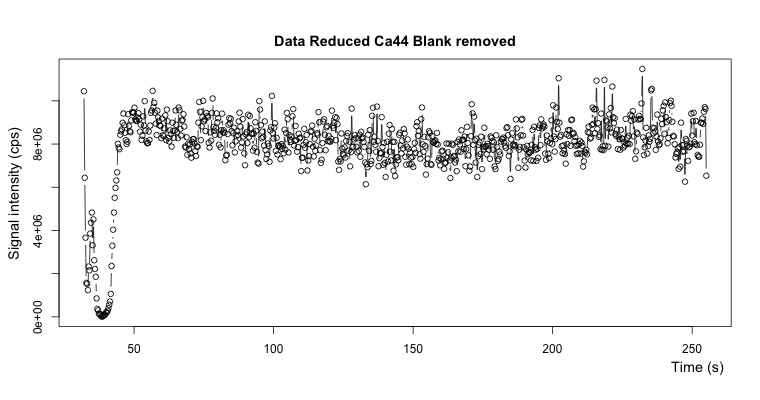 Data Reduced Ca44 Blank removed
Signal intensity (cps)
8e+06
4e+06
0e+00
50 100 150 200 250
Time (s)